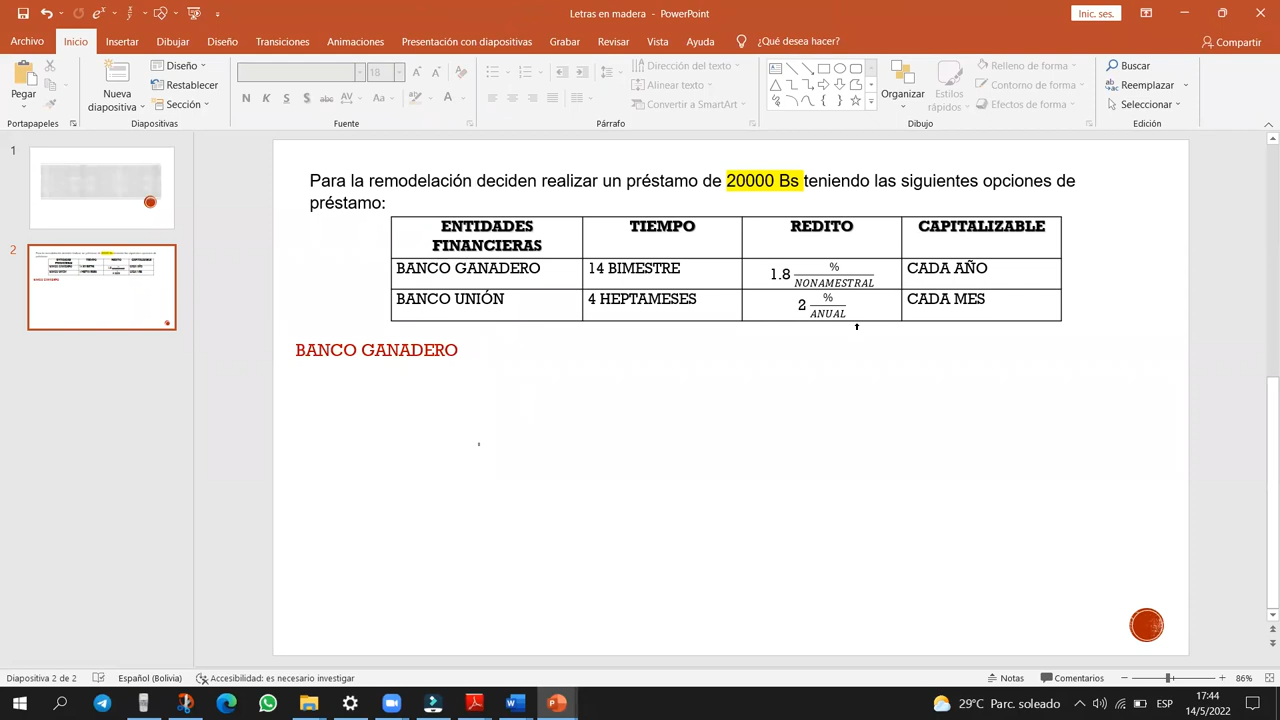 Letras en madera - PowerPoint
Inic. ses.
Archivo Inicio Insertar Dibujar Diseño Transiciones Animaciones Presentación con diapositivas Grabar Revisar Vista Ayuda ¿Qué desea hacer? Compartir
Pegar
Nueva diapositiva
Diseño
Restablecer
Sección
18
N K S S abc AV Aa A
Dirección del texto
Alinear texto
Convertir a SmartArt
Organizar
Estilos rápidos
Relleno de forma
Contorno de forma
Efectos de forma
Buscar
Reemplazar
Seleccionar
Portapapeles Diapositivas Fuente Párrafo Dibujo Edición
1
2
Para la remodelación deciden realizar un préstamo de 20000 Bs teniendo las siguientes opciones de
préstamo:
ENTIDADES FINANCIERAS TIEMPO REDITO CAPITALIZABLE
BANCO GANADERO 14 BIMESTRE 1.8 %/NONAMESTRAL CADA AÑO
BANCO UNIÓN 4 HEPTAMESES 2 %/ANUAL CADA MES
BANCO GANADERO
Diapositiva 2 de 2 Español (Bolivia) Accesibilidad: es necesario investigar Notas Comentarios 86%
29°C Parc. soleado ESP 17:44
14/5/2022